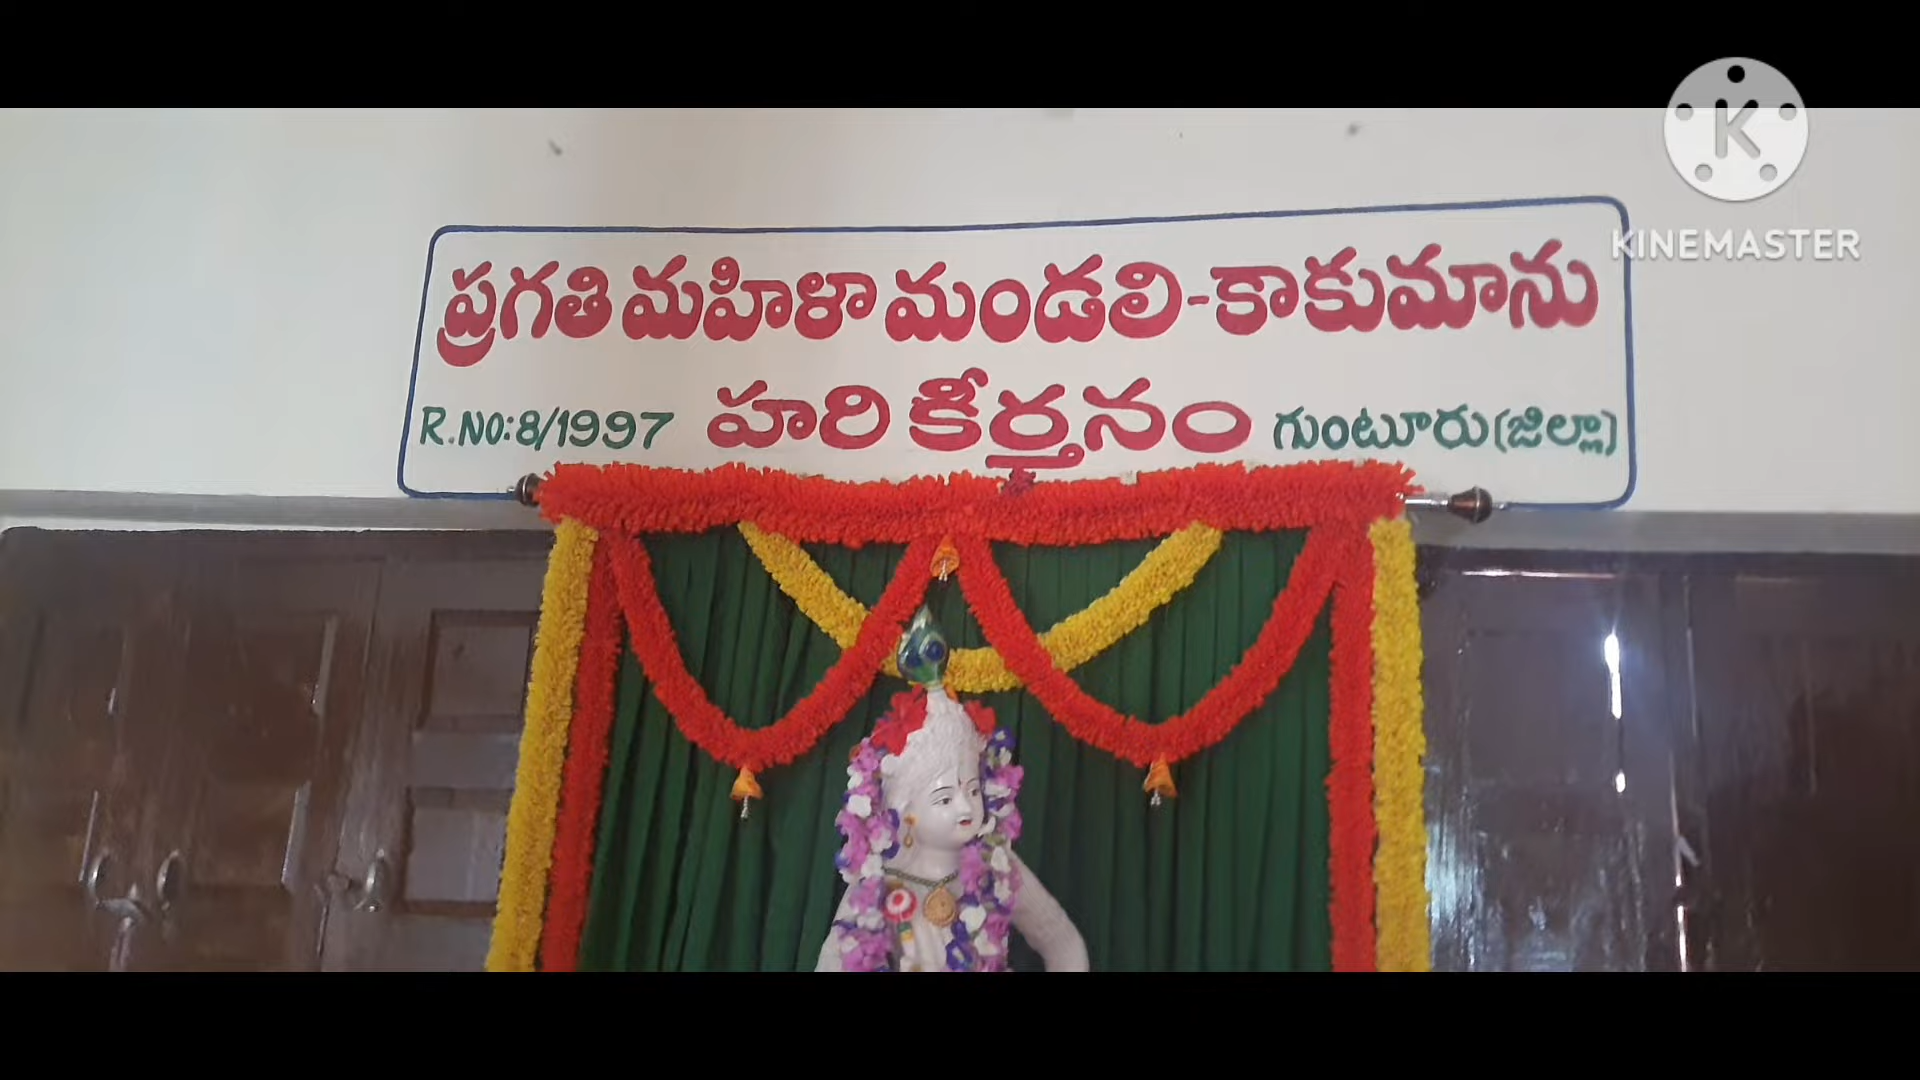 ప్రగతి మహిళా మండలి-కాకుమాను
R.NO:8/1997 హరి కీర్తనం గుంటూరు(జిల్లా)
K
KINEMASTER